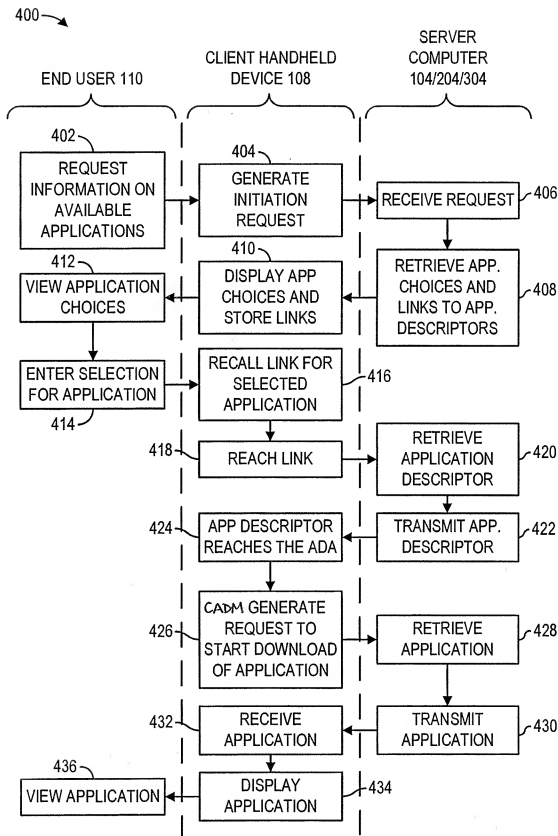 400
END USER 110
CLIENT HANDHELD
DEVICE 108
SERVER
COMPUTER
104/204/304
402
REQUEST
INFORMATION ON
AVAILABLE
APPLICATIONS
404
GENERATE
INITIATION
REQUEST
RECEIVE REQUEST
406
412
VIEW APPLICATION
CHOICES
410
DISPLAY APP
CHOICES AND
STORE LINKS
RETRIEVE APP.
CHOICES AND
LINKS TO APP.
DESCRIPTORS
408
ENTER SELECTION
FOR APPLICATION
414
RECALL LINK FOR
SELECTED
APPLICATION
416
418
REACH LINK
RETRIEVE
APPLICATION
DESCRIPTOR
420
424
APP DESCRIPTOR
REACHES THE ADA
TRANSMIT APP.
DESCRIPTOR
422
426
CADM GENERATE
REQUEST TO
START DOWNLOAD
OF APPLICATION
RETRIEVE
APPLICATION
428
432
RECEIVE
APPLICATION
TRANSMIT
APPLICATION
430
436
VIEW APPLICATION
DISPLAY
APPLICATION
434